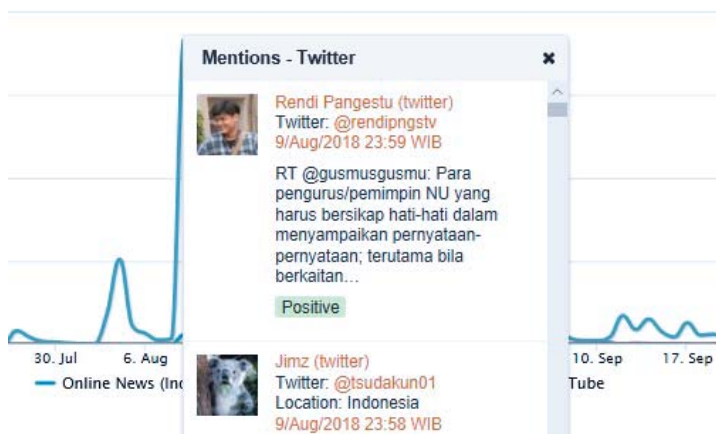 Mentions - Twitter
Rendi Pangestu (twitter)
Twitter: @rendipngstv
9/Aug/2018 23:59 WIB
RT @gusmusgusmu: Para
pengurus/pemimpin NU yang
harus bersikap hati-hati dalam
menyampaikan pernyataan-
pernyataan; terutama bila
berkaitan…
Positive
Jimz (twitter)
Twitter: @tsudakun01
Location: Indonesia
9/Aug/2018 23:58 WIB
30. Jul 6. Aug 10. Sep 17. Sep
Online News (Ind Tube